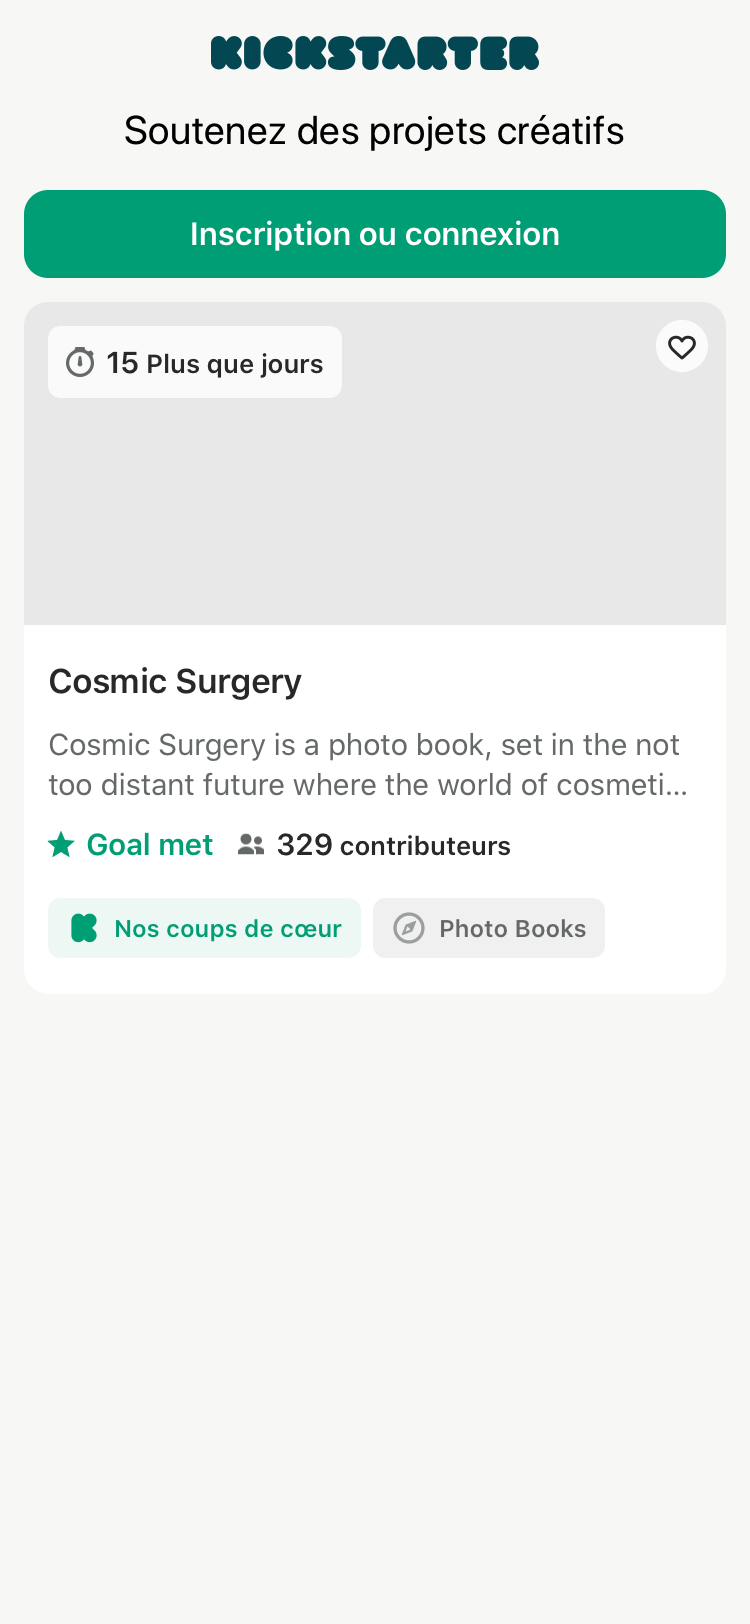 KICKSTARTER
Soutenez des projets créatifs
Inscription ou connexion
15 Plus que jours
Cosmic Surgery
Cosmic Surgery is a photo book, set in the not
too distant future where the world of cosmeti...
Goal met 329 contributeurs
Nos coups de cœur Photo Books